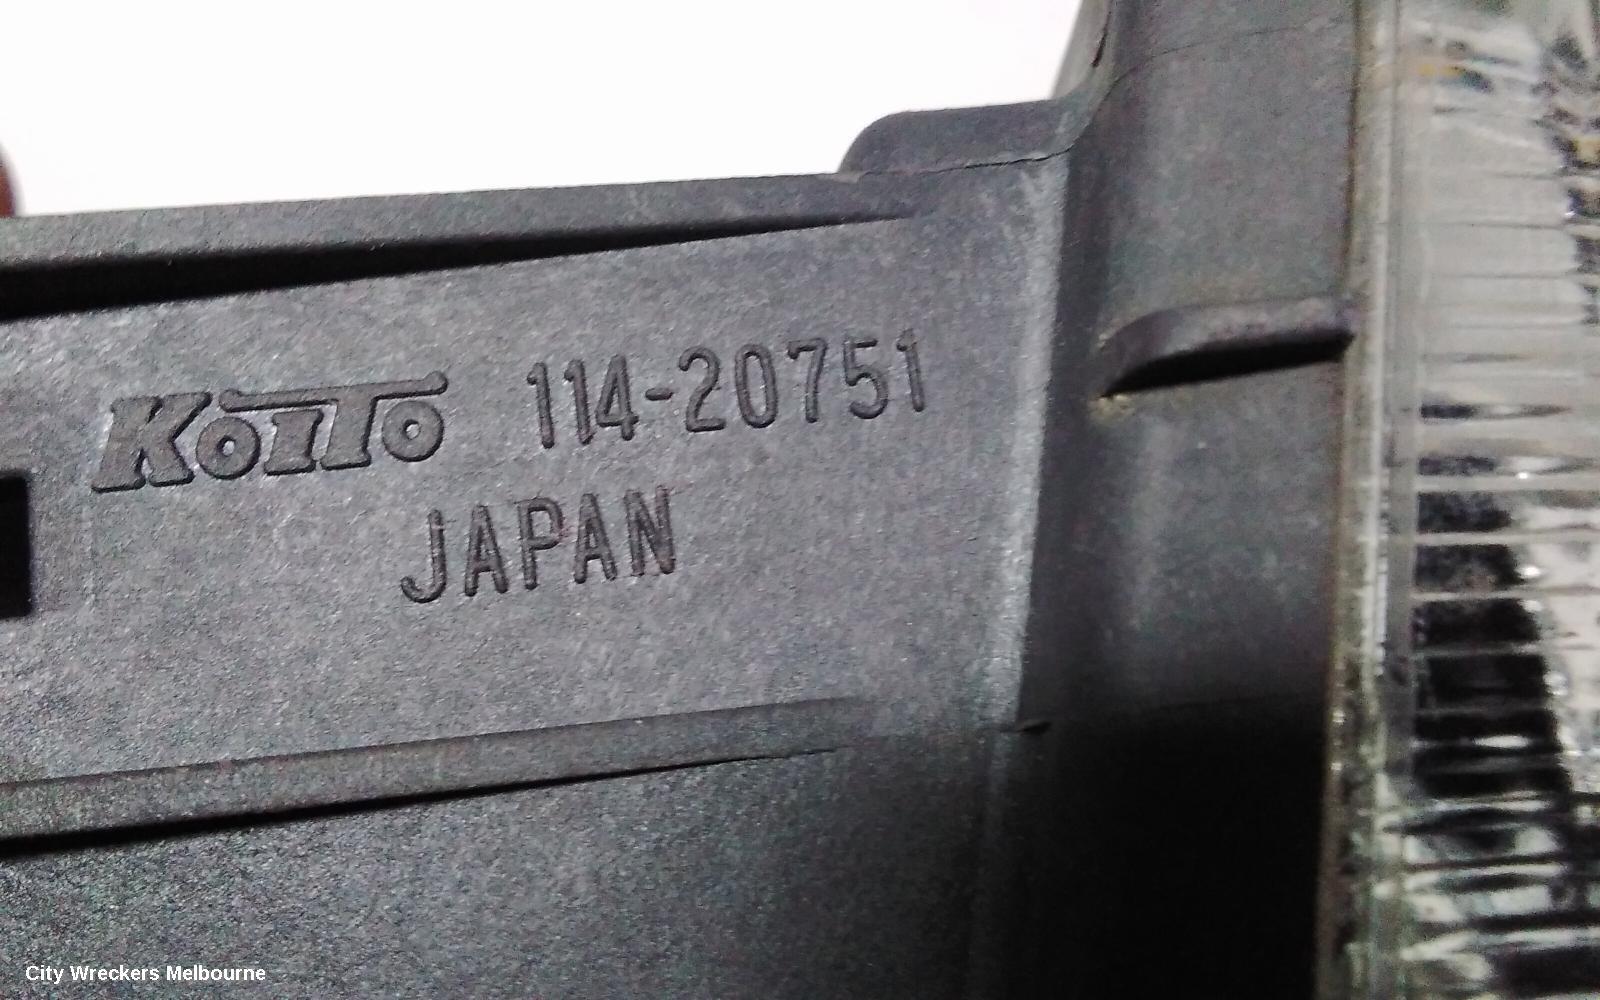 KOITO 114-20751
JAPAN
City Wreckers Melbourne